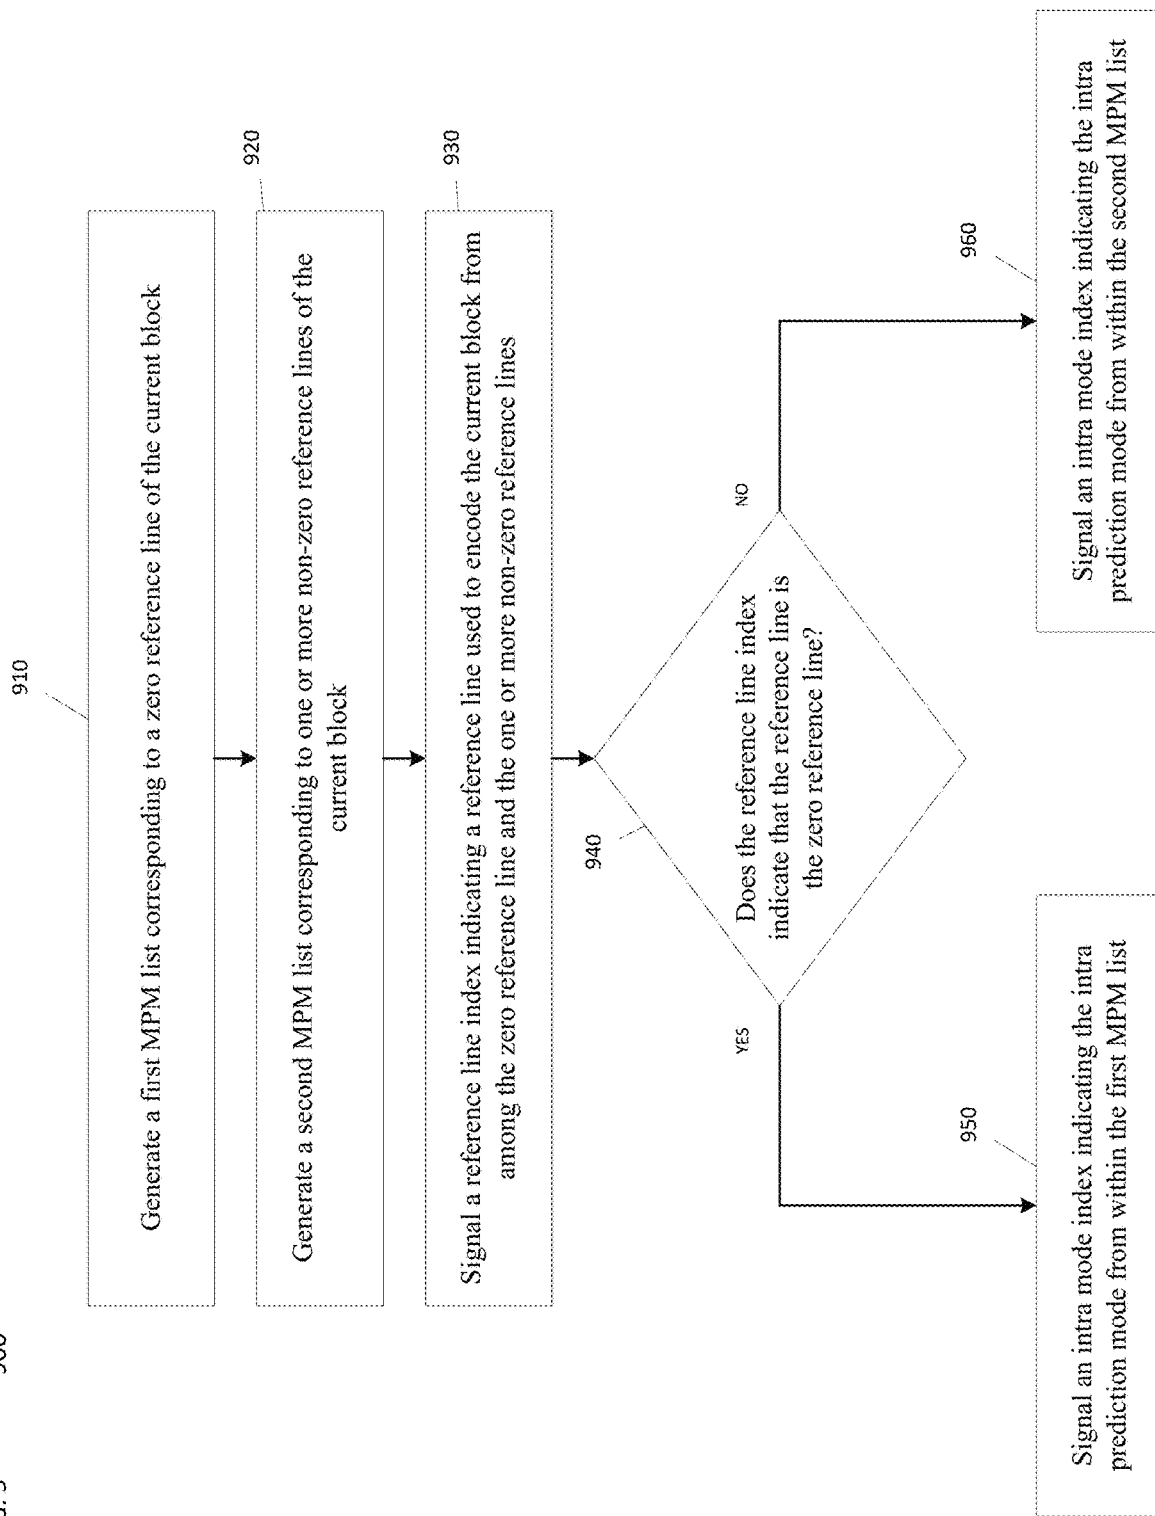 910
Generate a first MPM list corresponding to a zero reference line of the current block
920
Generate a second MPM list corresponding to one or more non-zero reference lines of the
current block
930
Signal a reference line index indicating a reference line used to encode the current block from
among the zero reference line and the one or more non-zero reference lines
940
Does the reference line index
indicate that the reference line is
the zero reference line?
YES
NO
950
Signal an intra mode index indicating the intra
prediction mode from within the first MPM list
960
Signal an intra mode index indicating the intra
prediction mode from within the second MPM list